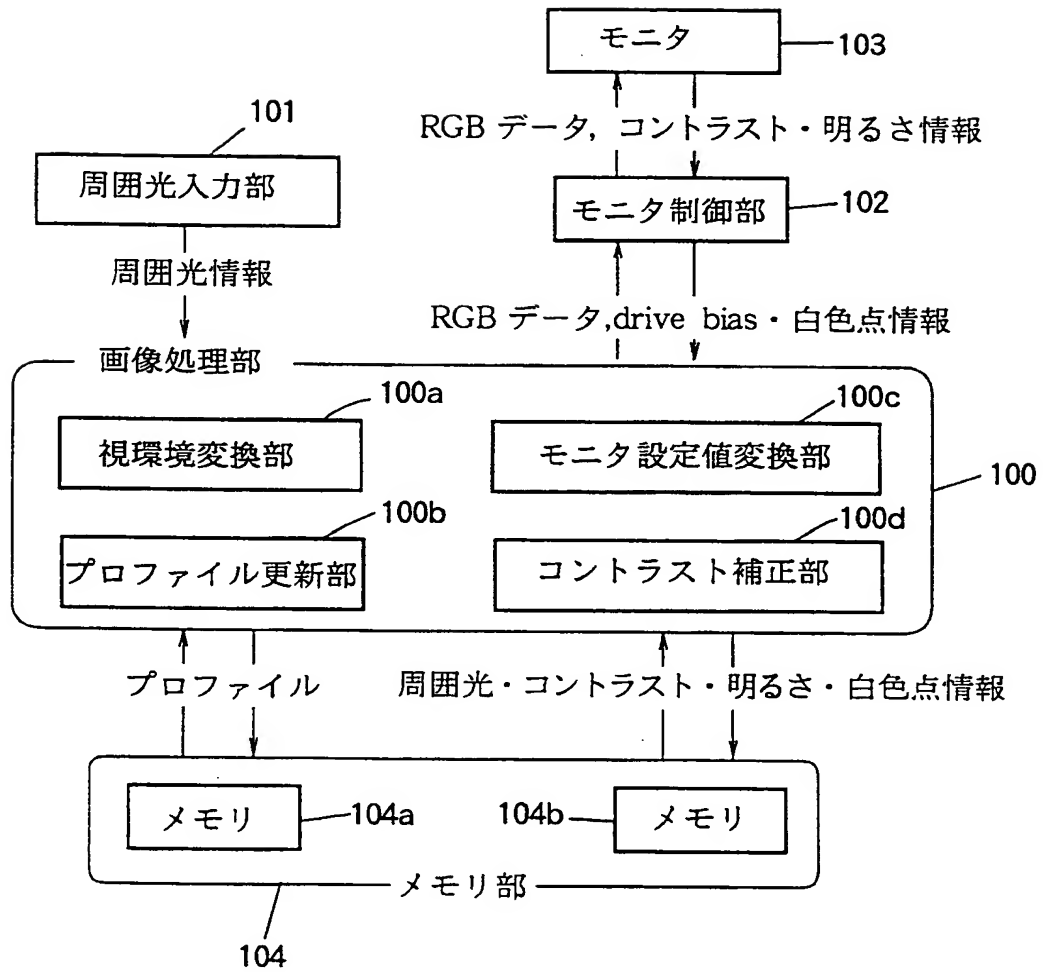 モニタ
103
RGB データ, コントラスト・明るさ情報
101
周囲光入力部
モニタ制御部
102
周囲光情報
RGB データ,drive bias・白色点情報
画像処理部
100a
100c
視環境変換部
モニタ設定値変換部
100
100b
100d
プロファイル更新部
コントラスト補正部
プロファイル
周囲光・コントラスト・明るさ・白色点情報
メモリ
104a
104b
メモリ
メモリ部
104